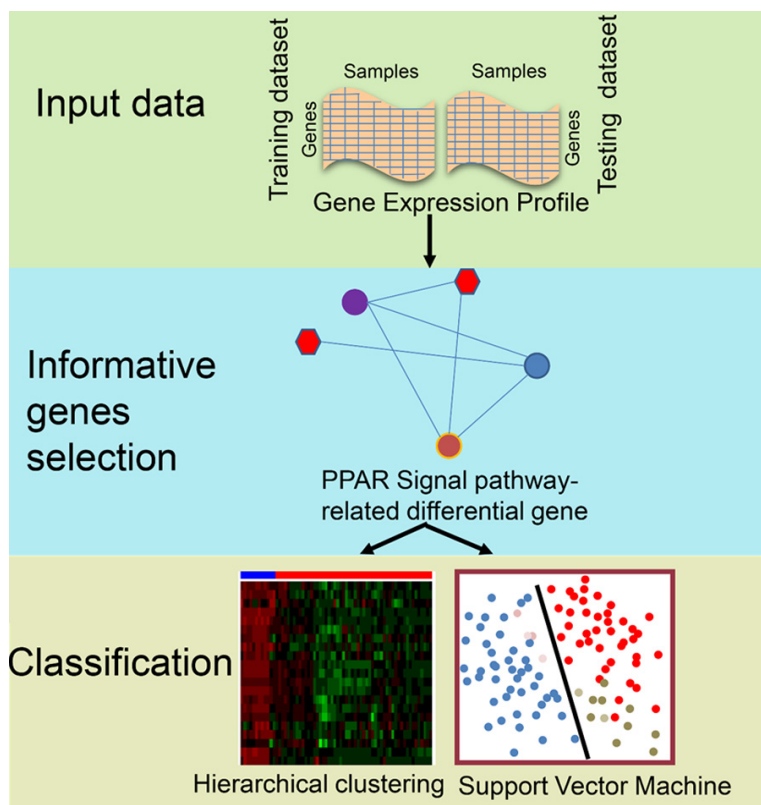 Input data
Training dataset
Samples
Genes
Samples
Genes
Testing dataset
Gene Expression Profile
Informative
genes
selection
PPAR Signal pathway-
related differential gene
Classification
Hierarchical clustering
Support Vector Machine